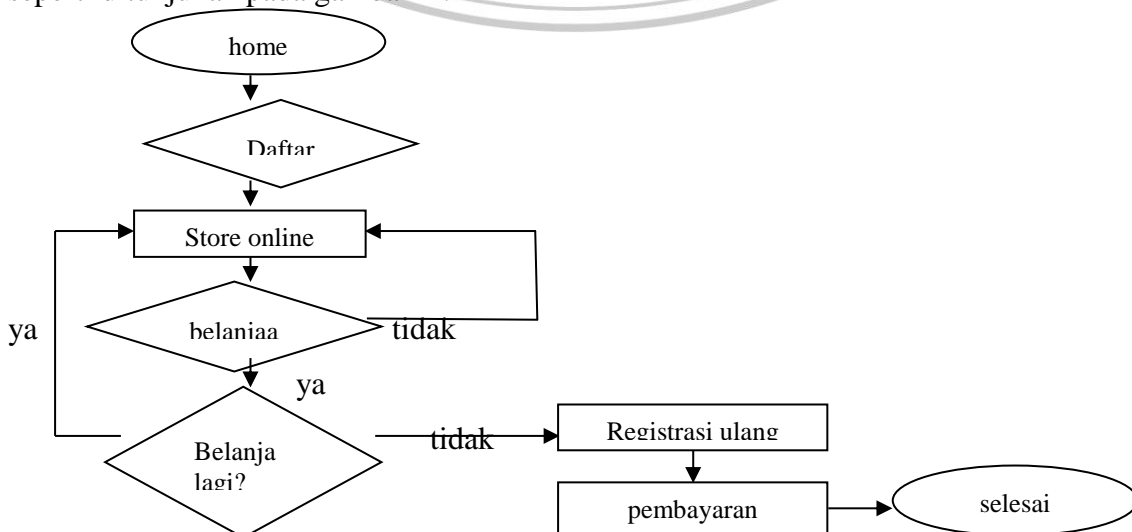 home
Daftar
Store online
ya
belanjaa
tidak
ya
Belanja
lagi?
tidak
Registrasi ulang
pembayaran
selesai